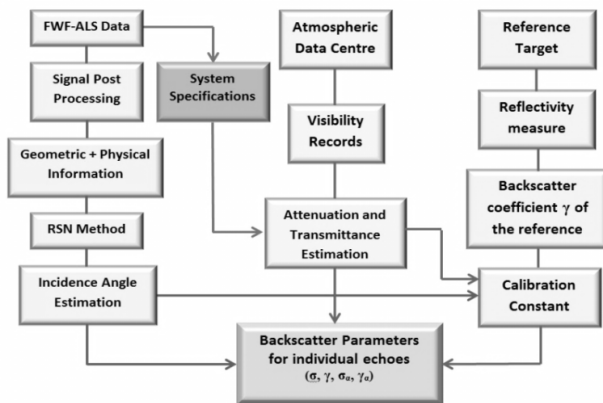 FWF-ALS Data
Signal Post
Processing
Geometric + Physical
Information
RSN Method
Incidence Angle
Estimation
System
Specifications
Atmospheric
Data Centre
Visibility
Records
Attenuation and
Transmittance
Estimation
Reference
Target
Reflectivity
measure
Backscatter
coefficient γ of
the reference
Calibration
Constant
Backscatter Parameters
for individual echoes
(σ, γ, σα, γα)